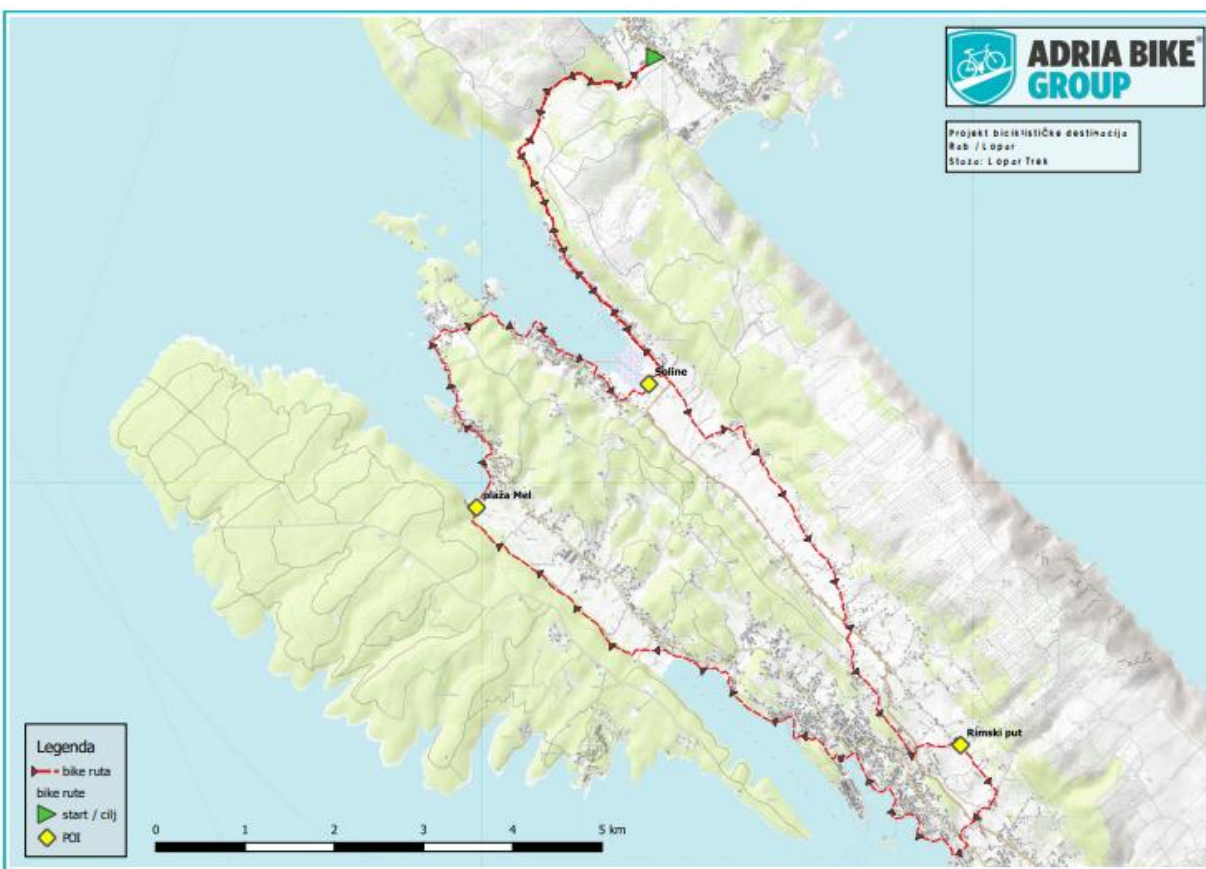 ADRIA BIKE
GROUP
Projekt biciklističke destinacija
Rab / Lopar
Staza: Lopar Trek
Soline
plaža Mel
Rimski put
Legenda
bike ruta
bike rute
start / cilj
POI
0 1 2 3 4 5 km